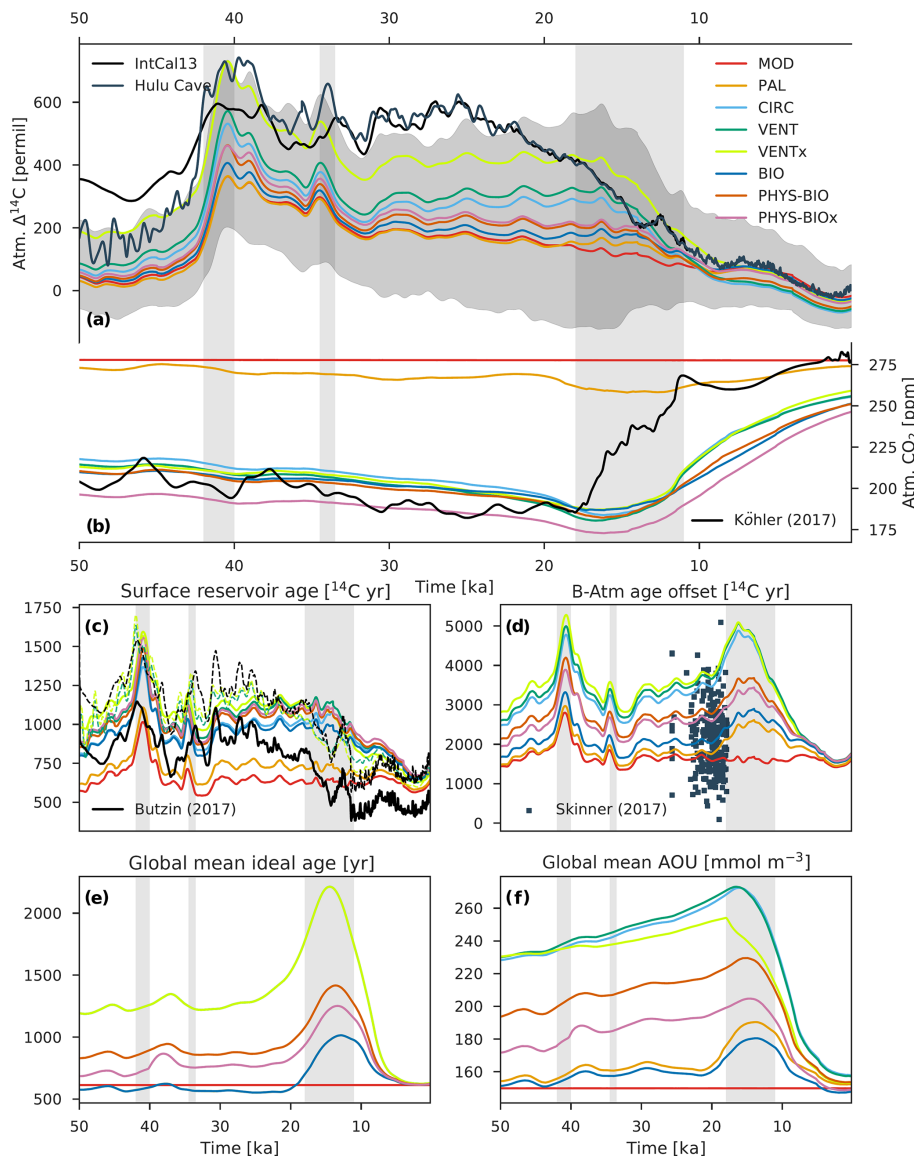 50 40 30 20 10
IntCal13
Hulu Cave
MOD
PAL
CIRC
VENT
VENTx
BIO
PHYS-BIO
PHYS-BIOx
Atm. Δ¹⁴C [permil]
600
400
200
0
(a)
275
250
225
200
175
Atm. CO₂ [ppm]
(b)
Köhler (2017)
50 40 30 20 10
Time [ka]
Surface reservoir age [¹⁴C yr]
1750
1500
1250
1000
750
500
(c)
Butzin (2017)
B-Atm age offset [¹⁴C yr]
5000
4000
3000
2000
1000
0
(d)
Skinner (2017)
Global mean ideal age [yr]
2000
1500
1000
500
(e)
50 40 30 20 10
Time [ka]
Global mean AOU [mmol m⁻³]
260
240
220
200
180
160
(f)
50 40 30 20 10
Time [ka]